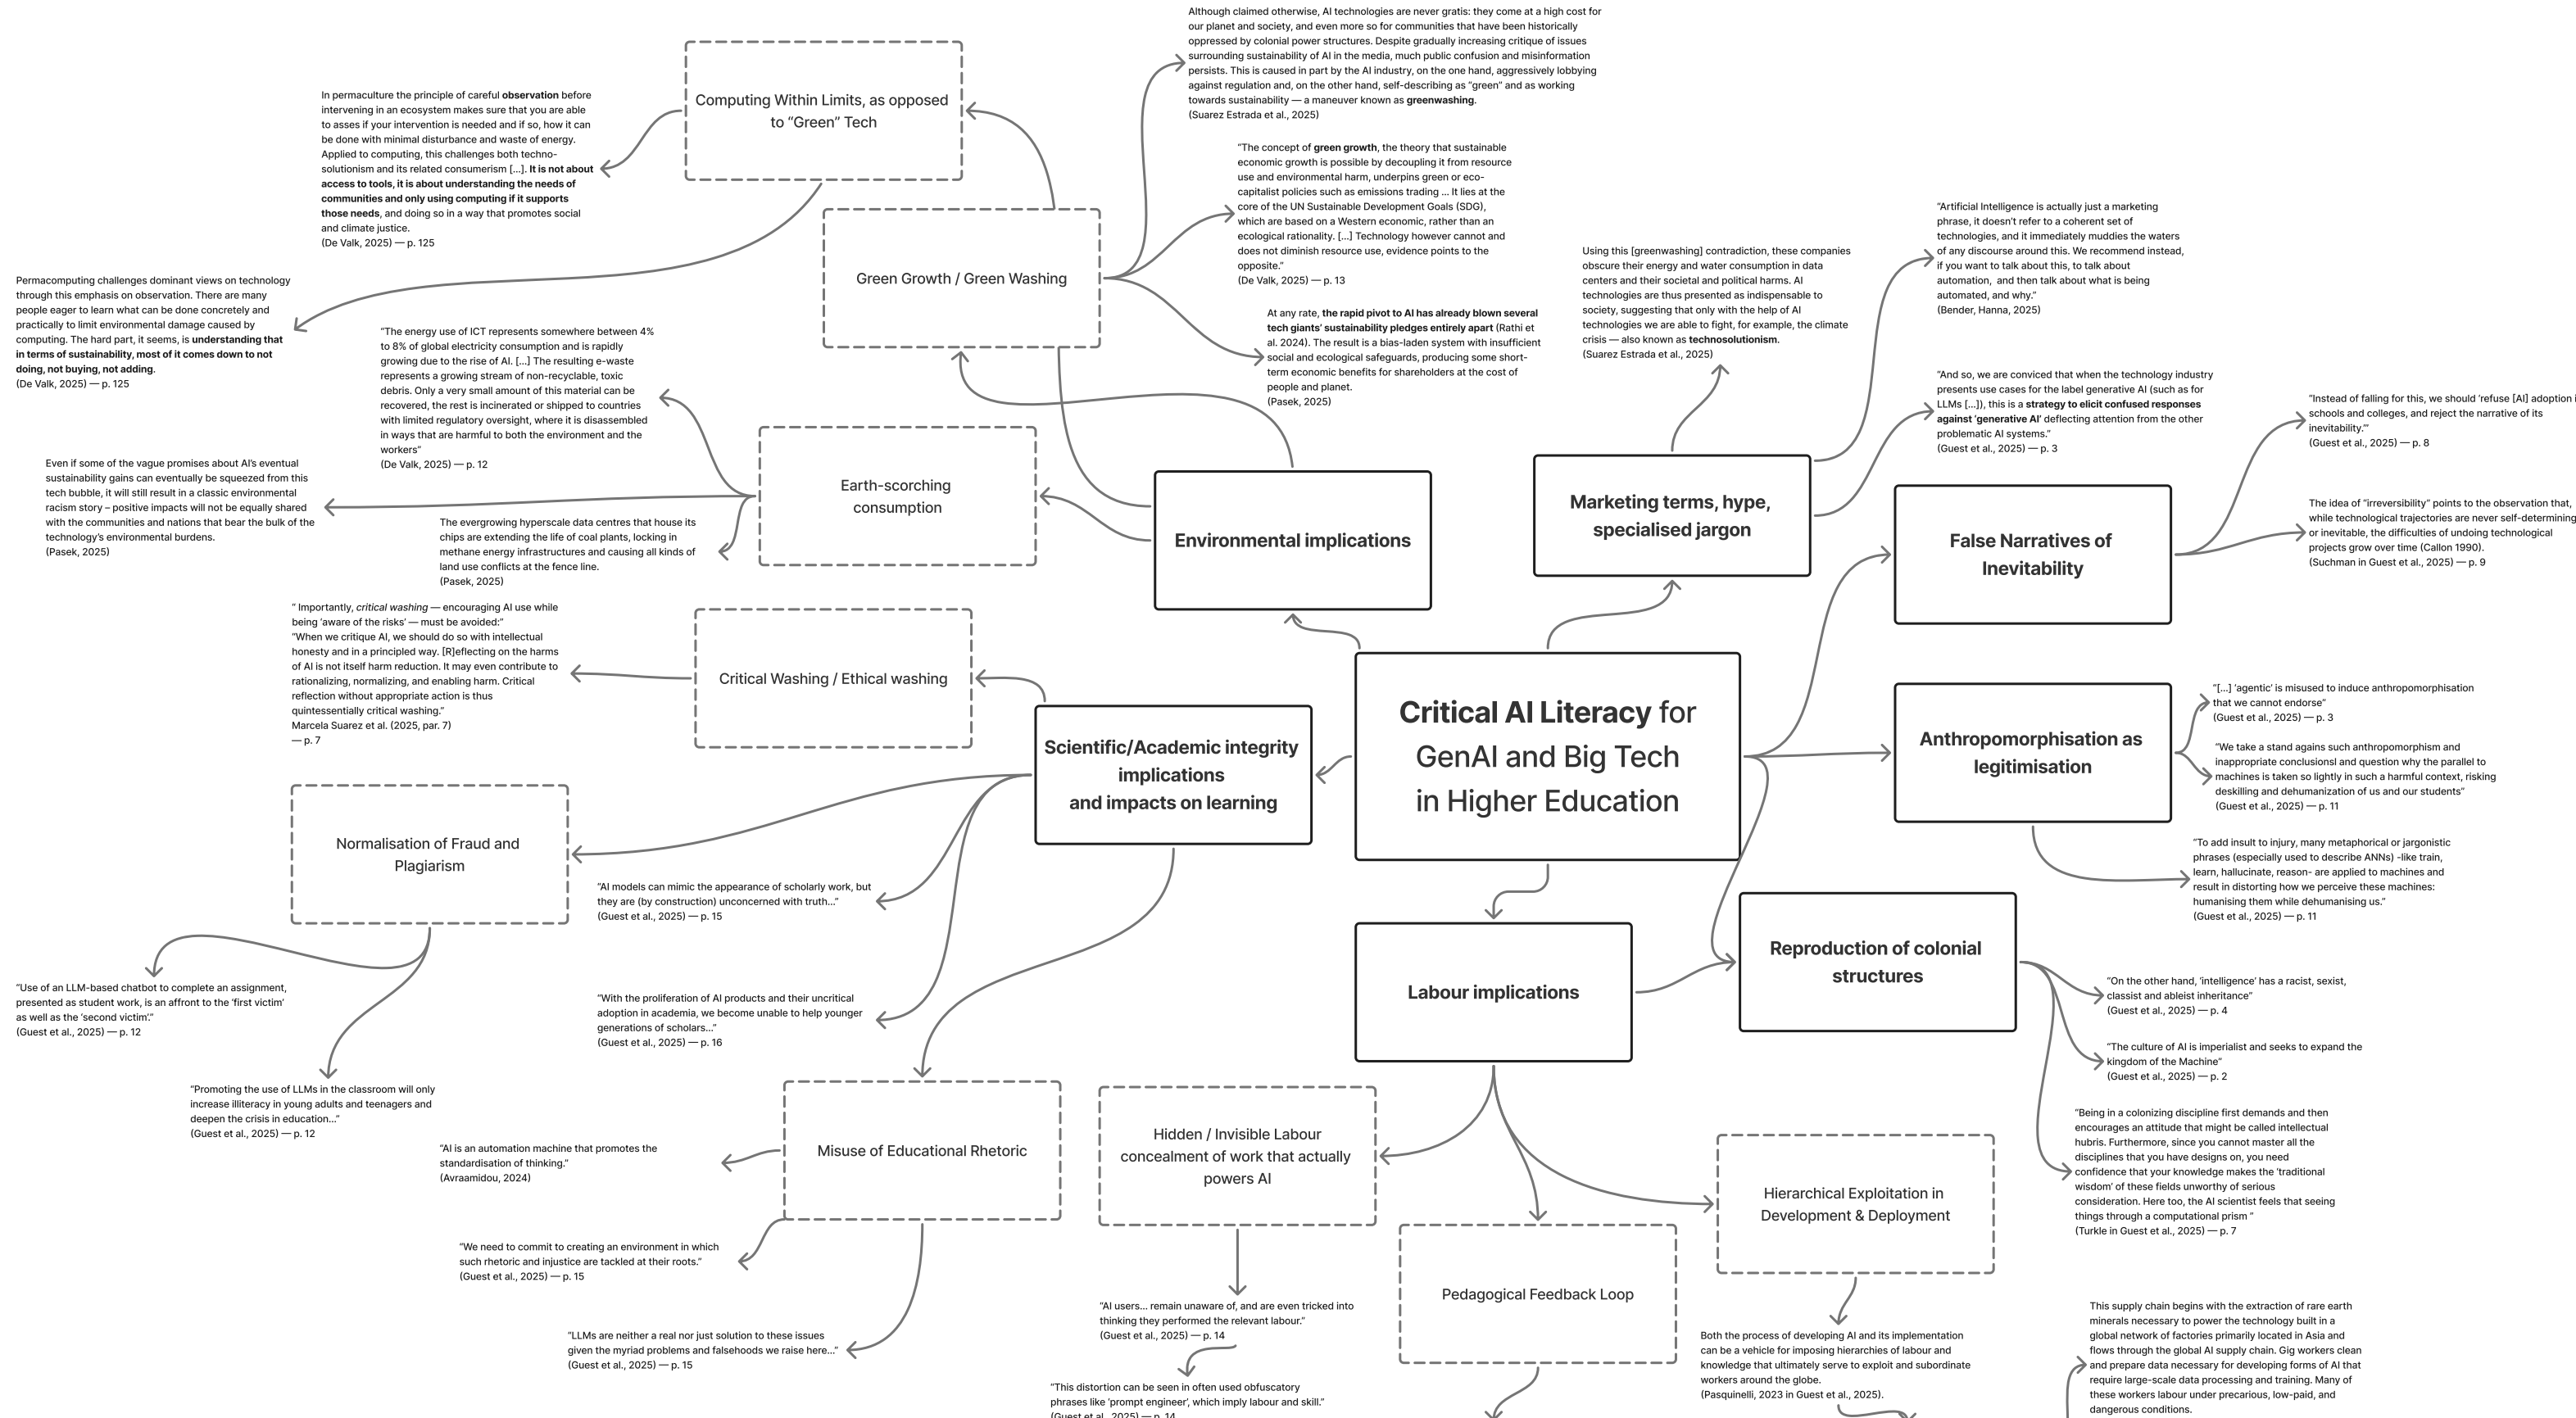 Although claimed otherwise, AI technologies are never gratis: they come at a high cost for
our planet and society, and even more so for communities that have been historically
oppressed by colonial power structures. Despite gradually increasing critique of issues
surrounding sustainability of AI in the media, much public confusion and misinformation
persists. This is caused in part by the AI industry, on the one hand, aggressively lobbying
against regulation and, on the other hand, self-describing as “green” and as working
towards sustainability — a maneuver known as greenwashing.
(Suarez Estrada et al., 2025)
Computing Within Limits, as opposed
to “Green” Tech
In permaculture the principle of careful observation before
intervening in an ecosystem makes sure that you are able
to asses if your intervention is needed and if so, how it can
be done with minimal disturbance and waste of energy.
Applied to computing, this challenges both techno-
solutionism and its related consumerism [...]. It is not about
access to tools, it is about understanding the needs of
communities and only using computing if it supports
those needs, and doing so in a way that promotes social
and climate justice.
(De Valk, 2025) — p. 125
“The concept of green growth, the theory that sustainable
economic growth is possible by decoupling it from resource
use and environmental harm, underpins green or eco-
capitalist policies such as emissions trading ... It lies at the
core of the UN Sustainable Development Goals (SDG),
which are based on a Western economic, rather than an
ecological rationality. [...] Technology however cannot and
does not diminish resource use, evidence points to the
opposite.”
(De Valk, 2025) — p. 13
Green Growth / Green Washing
Permacomputing challenges dominant views on technology
through this emphasis on observation. There are many
people eager to learn what can be done concretely and
practically to limit environmental damage caused by
computing. The hard part, it seems, is understanding that
in terms of sustainability, most of it comes down to not
doing, not buying, not adding.
(De Valk, 2025) — p. 125
At any rate, the rapid pivot to AI has already blown several
tech giants’ sustainability pledges entirely apart (Rathi et
al. 2024). The result is a bias-laden system with insufficient
social and ecological safeguards, producing some short-
term economic benefits for shareholders at the cost of
people and planet.
(Pasek, 2025)
Using this [greenwashing] contradiction, these companies
obscure their energy and water consumption in data
centers and their societal and political harms. AI
technologies are thus presented as indispensable to
society, suggesting that only with the help of AI
technologies we are able to fight, for example, the climate
crisis — also known as technosolutionism.
(Suarez Estrada et al., 2025)
“Artificial Intelligence is actually just a marketing
phrase, it doesn’t refer to a coherent set of
technologies, and it immediately muddies the waters
of any discourse around this. We recommend instead,
if you want to talk about this, to talk about
automation, and then talk about what is being
automated, and why.”
(Bender, Hanna, 2025)
“The energy use of ICT represents somewhere between 4%
to 8% of global electricity consumption and is rapidly
growing due to the rise of AI. [...] The resulting e-waste
represents a growing stream of non-recyclable, toxic
debris. Only a very small amount of this material can be
recovered, the rest is incinerated or shipped to countries
with limited regulatory oversight, where it is disassembled
in ways that are harmful to both the environment and the
workers”
(De Valk, 2025) — p. 12
“And so, we are conviced that when the technology industry
presents use cases for the label generative AI (such as for
LLMs [...]), this is a strategy to elicit confused responses
against ‘generative AI’ deflecting attention from the other
problematic AI systems.”
(Guest et al., 2025) — p. 3
“Instead of falling for this, we should ‘refuse [AI] adoption
schools and colleges, and reject the narrative of its
inevitability.’”
(Guest et al., 2025) — p. 8
Even if some of the vague promises about AI’s eventual
sustainability gains can eventually be squeezed from this
tech bubble, it will still result in a classic environmental
racism story – positive impacts will not be equally shared
with the communities and nations that bear the bulk of the
technology’s environmental burdens.
(Pasek, 2025)
Earth-scorching
consumption
The evergrowing hyperscale data centres that house its
chips are extending the life of coal plants, locking in
methane energy infrastructures and causing all kinds of
land use conflicts at the fence line.
(Pasek, 2025)
Environmental implications
Marketing terms, hype,
specialised jargon
False Narratives of
Inevitability
The idea of “irreversibility” points to the observation that,
while technological trajectories are never self-determining
or inevitable, the difficulties of undoing technological
projects grow over time (Callon 1990).
(Suchman in Guest et al., 2025) — p. 9
“ Importantly, critical washing — encouraging AI use while
being ‘aware of the risks’ — must be avoided:”
“When we critique AI, we should do so with intellectual
honesty and in a principled way. [R]eflecting on the harms
of AI is not itself harm reduction. It may even contribute to
rationalizing, normalizing, and enabling harm. Critical
reflection without appropriate action is thus
quintessentially critical washing.”
Marcela Suarez et al. (2025, par. 7)
— p. 7
Critical Washing / Ethical washing
Scientific/Academic integrity
implications
and impacts on learning
Critical AI Literacy for
GenAI and Big Tech
in Higher Education
Anthropomorphisation as
legitimisation
“[...] ‘agentic’ is misused to induce anthropomorphisation
that we cannot endorse”
(Guest et al., 2025) — p. 3
“We take a stand agains such anthropomorphism and
inappropriate conclusionsl and question why the parallel to
machines is taken so lightly in such a harmful context, risking
deskilling and dehumanization of us and our students”
(Guest et al., 2025) — p. 11
“To add insult to injury, many metaphorical or jargonistic
phrases (especially used to describe ANNs) -like train,
learn, hallucinate, reason- are applied to machines and
result in distorting how we perceive these machines:
humanising them while dehumanising us.”
(Guest et al., 2025) — p. 11
Normalisation of Fraud and
Plagiarism
“AI models can mimic the appearance of scholarly work, but
they are (by construction) unconcerned with truth...”
(Guest et al., 2025) — p. 15
“Use of an LLM-based chatbot to complete an assignment,
presented as student work, is an affront to the ‘first victim’
as well as the ‘second victim’.”
(Guest et al., 2025) — p. 12
“With the proliferation of AI products and their uncritical
adoption in academia, we become unable to help younger
generations of scholars...”
(Guest et al., 2025) — p. 16
Labour implications
Reproduction of colonial
structures
“On the other hand, ‘intelligence’ has a racist, sexist,
classist and ableist inheritance”
(Guest et al., 2025) — p. 4
“The culture of AI is imperialist and seeks to expand the
kingdom of the Machine”
(Guest et al., 2025) — p. 2
“Being in a colonizing discipline first demands and then
encourages an attitude that might be called intellectual
hubris. Furthermore, since you cannot master all the
disciplines that you have designs on, you need
confidence that your knowledge makes the ‘traditional
wisdom’ of these fields unworthy of serious
consideration. Here too, the AI scientist feels that seeing
things through a computational prism ”
(Turkle in Guest et al., 2025) — p. 7
“Promoting the use of LLMs in the classroom will only
increase illiteracy in young adults and teenagers and
deepen the crisis in education...”
(Guest et al., 2025) — p. 12
“AI is an automation machine that promotes the
standardisation of thinking.”
(Avraamidou, 2024)
Misuse of Educational Rhetoric
Hidden / Invisible Labour
concealment of work that actually
powers AI
Hierarchical Exploitation in
Development & Deployment
“We need to commit to creating an environment in which
such rhetoric and injustice are tackled at their roots.”
(Guest et al., 2025) — p. 15
Pedagogical Feedback Loop
“AI users... remain unaware of, and are even tricked into
thinking they performed the relevant labour.”
(Guest et al., 2025) — p. 14
“LLMs are neither a real nor just solution to these issues
given the myriad problems and falsehoods we raise here...”
(Guest et al., 2025) — p. 15
“This distortion can be seen in often used obfuscatory
phrases like ‘prompt engineer’, which imply labour and skill.”
(Guest et al., 2025) — p. 14
Both the process of developing AI and its implementation
can be a vehicle for imposing hierarchies of labour and
knowledge that ultimately serve to exploit and subordinate
workers around the globe.
(Pasquinelli, 2023 in Guest et al., 2025).
This supply chain begins with the extraction of rare earth
minerals necessary to power the technology built in a
global network of factories primarily located in Asia and
flows through the global AI supply chain. Gig workers clean
and prepare data necessary for developing forms of AI that
require large-scale data processing and training. Many of
these workers labour under precarious, low-paid, and
dangerous conditions.